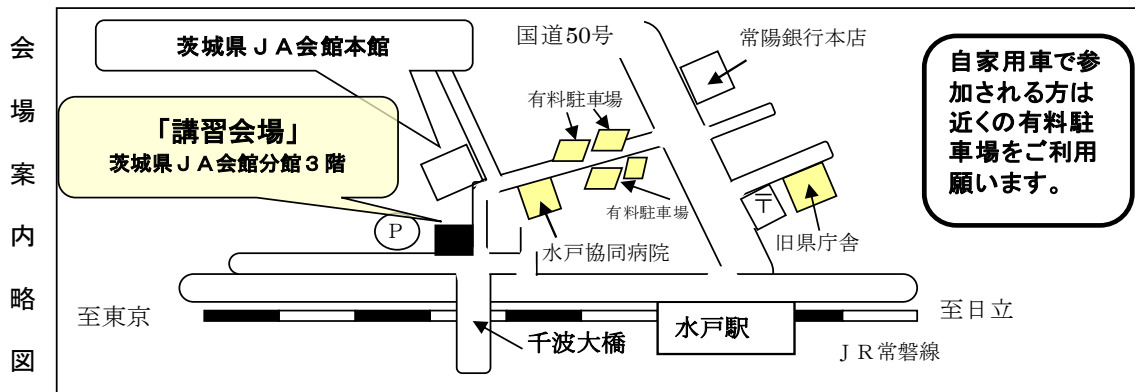 会場案内略図
茨城県ＪＡ会館本館
「講習会場」
茨城県ＪＡ会館分館３階
国道50号
常陽銀行本店
有料駐車場
有料駐車場
自家用車で参
加される方は
近くの有料駐
車場をご利用
願います。
P
水戸協同病院
〒
旧県庁舎
至東京
千波大橋
水戸駅
至日立
ＪＲ常磐線